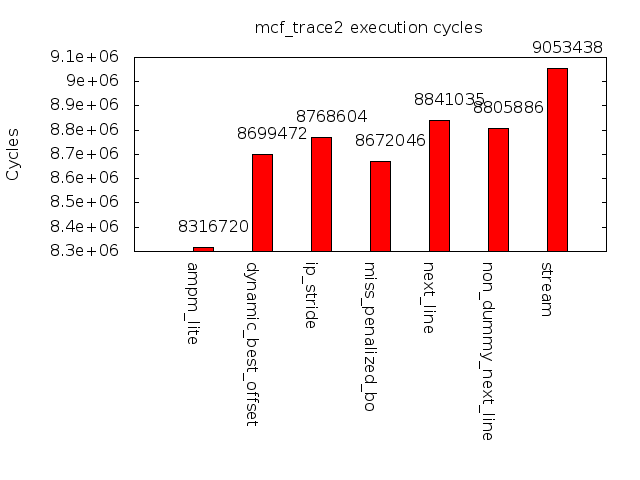 mcf_trace2 execution cycles
Cycles
9.1e+06
9e+06
8.9e+06
8.8e+06
8.7e+06
8.6e+06
8.5e+06
8.4e+06
8.3e+06
8316720
8699472
8768604
8672046
8841035
8805886
9053438
ampm_lite
dynamic_best_offset
ip_stride
miss_penalized_bo
next_line
non_dummy_next_line
stream